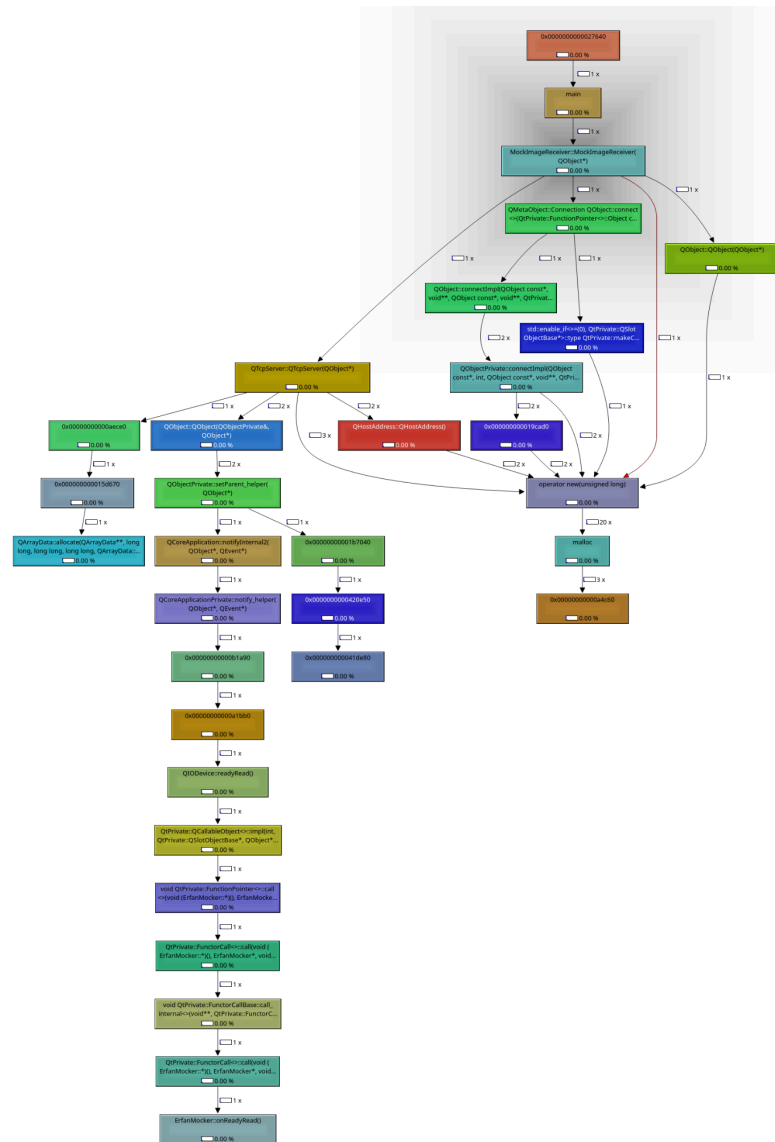 0x0000000000027640
0.00 %
1 x
main
0.00 %
1 x
MockImageReceiver::MockImageReceiver(
QObject*)
0.00 %
1 x
1 x
QMetaObject::Connection QObject::connect
<>(QtPrivate::FunctionPointer<>::Object c...
0.00 %
QObject::QObject(QObject*)
0.00 %
1 x
1 x
1 x
QObject::connectImpl(QObject const*,
void**, QObject const*, void**, QtPrivat...
0.00 %
std::enable_if<>=(0), QtPrivate::QSlot
ObjectBase*>::type QtPrivate::makeC...
0.00 %
2 x
1 x
QTcpServer::QTcpServer(QObject*)
0.00 %
QObjectPrivate::connectImpl(QObject
const*, int, QObject const*, void**, QtPri...
0.00 %
1 x
1 x
2 x
2 x
2 x
1 x
0x00000000000aece0
0.00 %
QObject::QObject(QObjectPrivate&,
QObject*)
0.00 %
QHostAddress::QHostAddress()
0.00 %
0x000000000019cad0
0.00 %
3 x
2 x
1 x
2 x
2 x
2 x
0x000000000015d670
0.00 %
QObjectPrivate::setParent_helper(
QObject*)
0.00 %
operator new(unsigned long)
0.00 %
1 x
1 x
1 x
20 x
QArrayData::allocate(QArrayData**, long
long, long long, long long, QArrayData::...
0.00 %
QCoreApplication::notifyInternal2(
QObject*, QEvent*)
0.00 %
0x00000000001b7040
0.00 %
malloc
0.00 %
1 x
1 x
3 x
QCoreApplicationPrivate::notify_helper(
QObject*, QEvent*)
0.00 %
0x0000000000420e50
0.00 %
0x00000000000a4c60
0.00 %
1 x
1 x
0x00000000000b1a90
0.00 %
0x000000000041de80
0.00 %
1 x
0x00000000000a1bb0
0.00 %
1 x
QIODevice::readyRead()
0.00 %
1 x
QtPrivate::QCallableObject<>::impl(int,
QtPrivate::QSlotObjectBase*, QObject*...
0.00 %
1 x
void QtPrivate::FunctionPointer<>::call
<>(void (ErfanMocker::*)(), ErfanMocke...
0.00 %
1 x
QtPrivate::FunctorCall<>::call(void (
ErfanMocker::*)(), ErfanMocker*, void...
0.00 %
1 x
void QtPrivate::FunctorCallBase::call_
internal<>(void**, QtPrivate::FunctorC...
0.00 %
1 x
QtPrivate::FunctorCall<>::call(void (
ErfanMocker::*)(), ErfanMocker*, void...
0.00 %
1 x
ErfanMocker::onReadyRead()
0.00 %